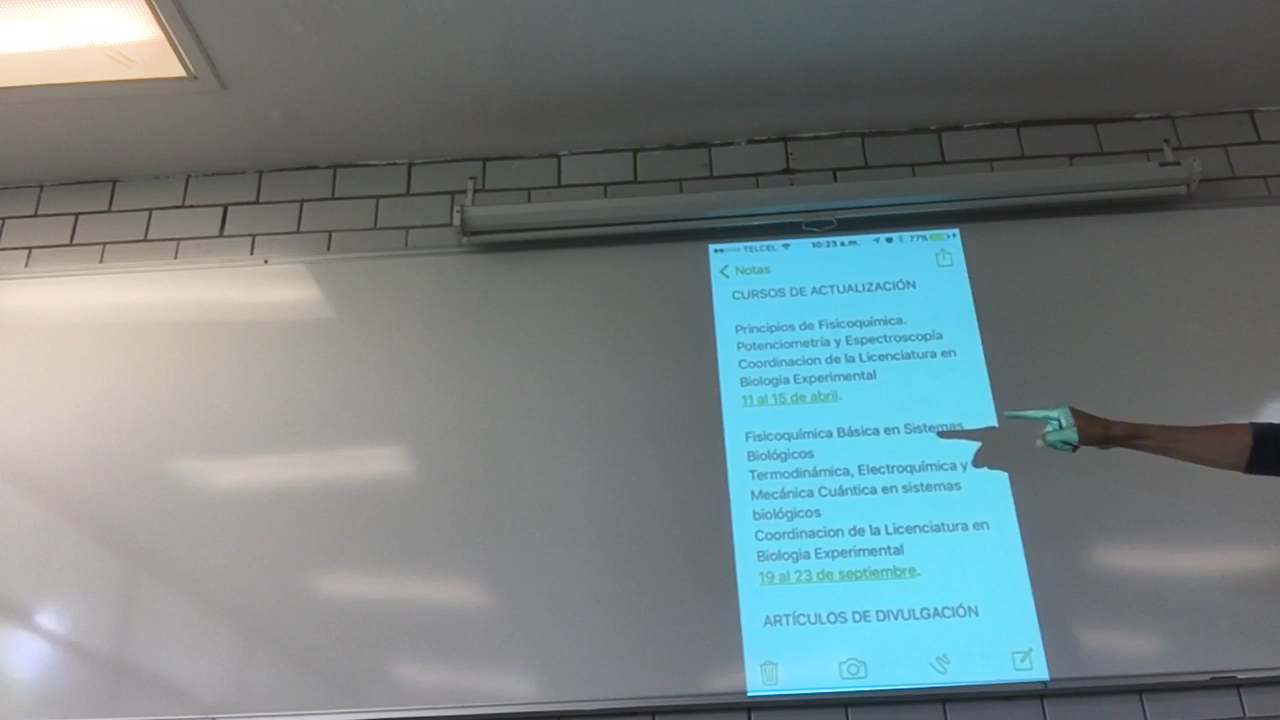 TELCEL 10:23 a.m. 77%
Notas
CURSOS DE ACTUALIZACIÓN
Principios de Fisicoquímica.
Potenciometría y Espectroscopía
Coordinacion de la Licenciatura en
Biologia Experimental
11 al 15 de abril.
Fisicoquímica Básica en Sistemas
Biológicos
Termodinámica, Electroquímica y
Mecánica Cuántica en sistemas
biológicos
Coordinacion de la Licenciatura en
Biologia Experimental
19 al 23 de septiembre.
ARTÍCULOS DE DIVULGACIÓN